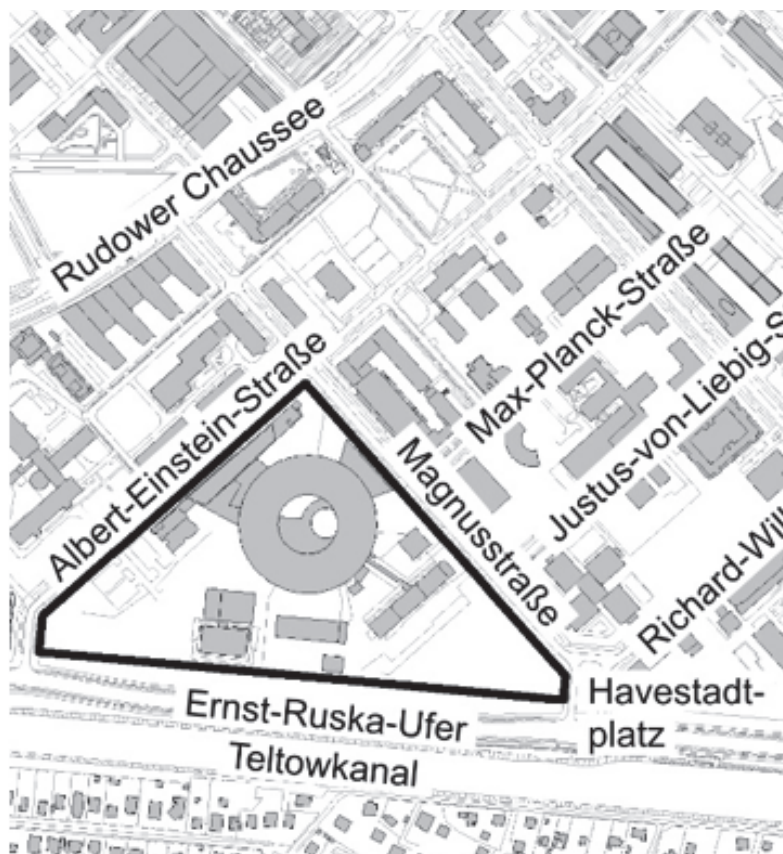 Rudower Chaussee
Max-Planck-Straße
Albert-Einstein-Straße
Justus-von-Liebig-S
Magnusstraße
Richard-Wil
Havestadt-
platz
Ernst-Ruska-Ufer
Teltowkanal